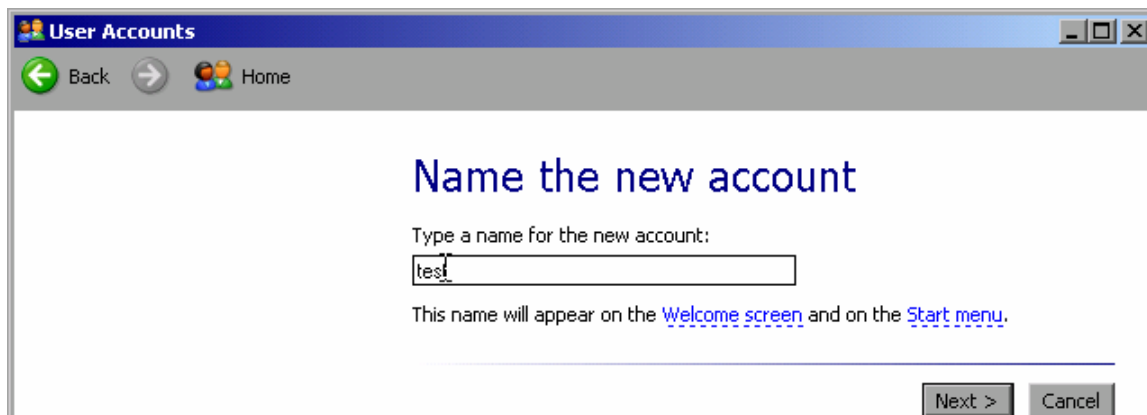 User Accounts
Back Home
Name the new account
Type a name for the new account:
test
This name will appear on the Welcome screen and on the Start menu.
Next > Cancel